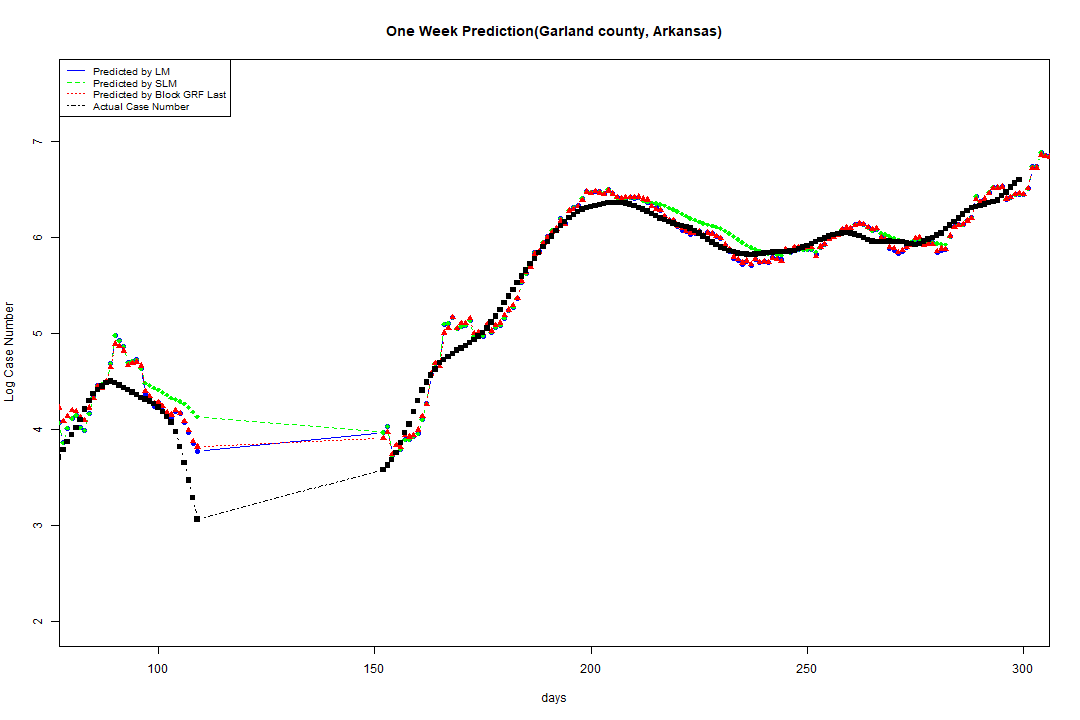 One Week Prediction(Garland county, Arkansas)
Predicted by LM
Predicted by SLM
Predicted by Block GRF Last
Actual Case Number
Log Case Number
7
6
5
4
3
2
100 150 200 250 300
days